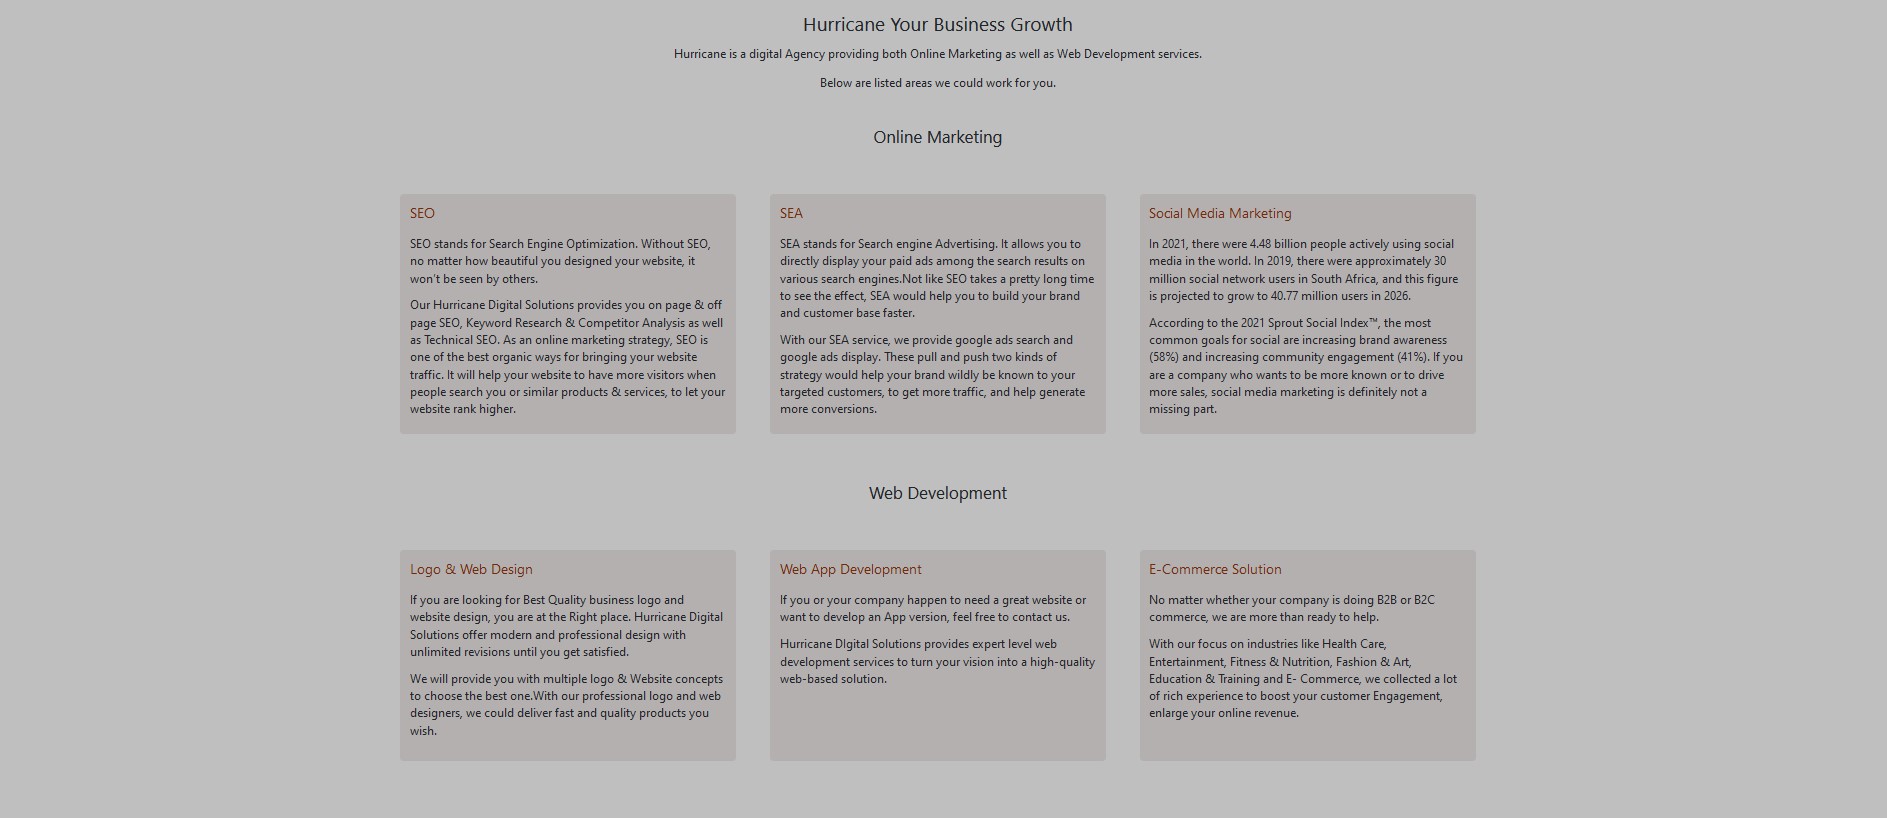 Hurricane Your Business Growth
Hurricane is a digital Agency providing both Online Marketing as well as Web Development services.
Below are listed areas we could work for you.
Online Marketing
SEO
SEO stands for Search Engine Optimization. Without SEO,
no matter how beautiful you designed your website, it
won't be seen by others.
Our Hurricane Digital Solutions provides you on page & off
page SEO, Keyword Research & Competitor Analysis as well
as Technical SEO. As an online marketing strategy, SEO is
one of the best organic ways for bringing your website
traffic. It will help your website to have more visitors when
people search you or similar products & services, to let your
website rank higher.
SEA
SEA stands for Search engine Advertising. It allows you to
directly display your paid ads among the search results on
various search engines.Not like SEO takes a pretty long time
to see the effect, SEA would help you to build your brand
and customer base faster.
With our SEA service, we provide google ads search and
google ads display. These pull and push two kinds of
strategy would help your brand wildly be known to your
targeted customers, to get more traffic, and help generate
more conversions.
Social Media Marketing
In 2021, there were 4.48 billion people actively using social
media in the world. In 2019, there were approximately 30
million social network users in South Africa, and this figure
is projected to grow to 40.77 million users in 2026.
According to the 2021 Sprout Social Index™, the most
common goals for social are increasing brand awareness
(58%) and increasing community engagement (41%). If you
are a company who wants to be more known or to drive
more sales, social media marketing is definitely not a
missing part.
Web Development
Logo & Web Design
If you are looking for Best Quality business logo and
website design, you are at the Right place. Hurricane Digital
Solutions offer modern and professional design with
unlimited revisions until you get satisfied.
We will provide you with multiple logo & Website concepts
to choose the best one.With our professional logo and web
designers, we could deliver fast and quality products you
wish.
Web App Development
If you or your company happen to need a great website or
want to develop an App version, feel free to contact us.
Hurricane DIgital Solutions provides expert level web
development services to turn your vision into a high-quality
web-based solution.
E-Commerce Solution
No matter whether your company is doing B2B or B2C
commerce, we are more than ready to help.
With our focus on industries like Health Care,
Entertainment, Fitness & Nutrition, Fashion & Art,
Education & Training and E- Commerce, we collected a lot
of rich experience to boost your customer Engagement,
enlarge your online revenue.